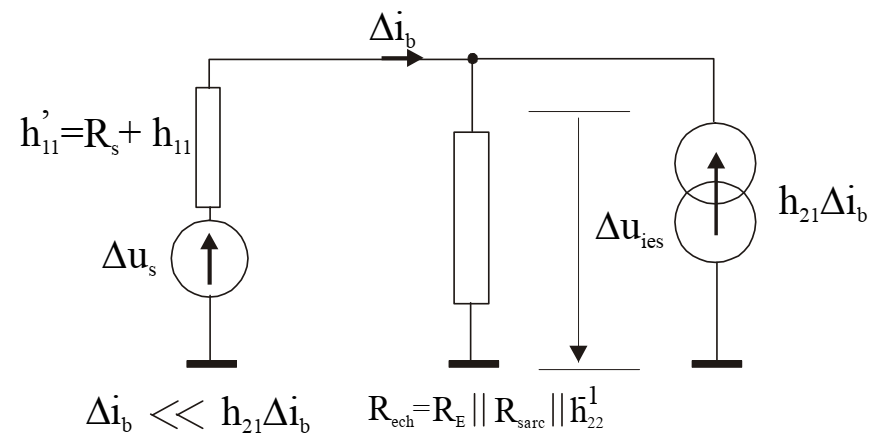 Δi_b
h'_11=R_s+ h_11
Δu_s
Δu_ies
h_21Δi_b
Δi_b << h_21Δi_b
R_ech=R_E||R_sarc||h_22^-1